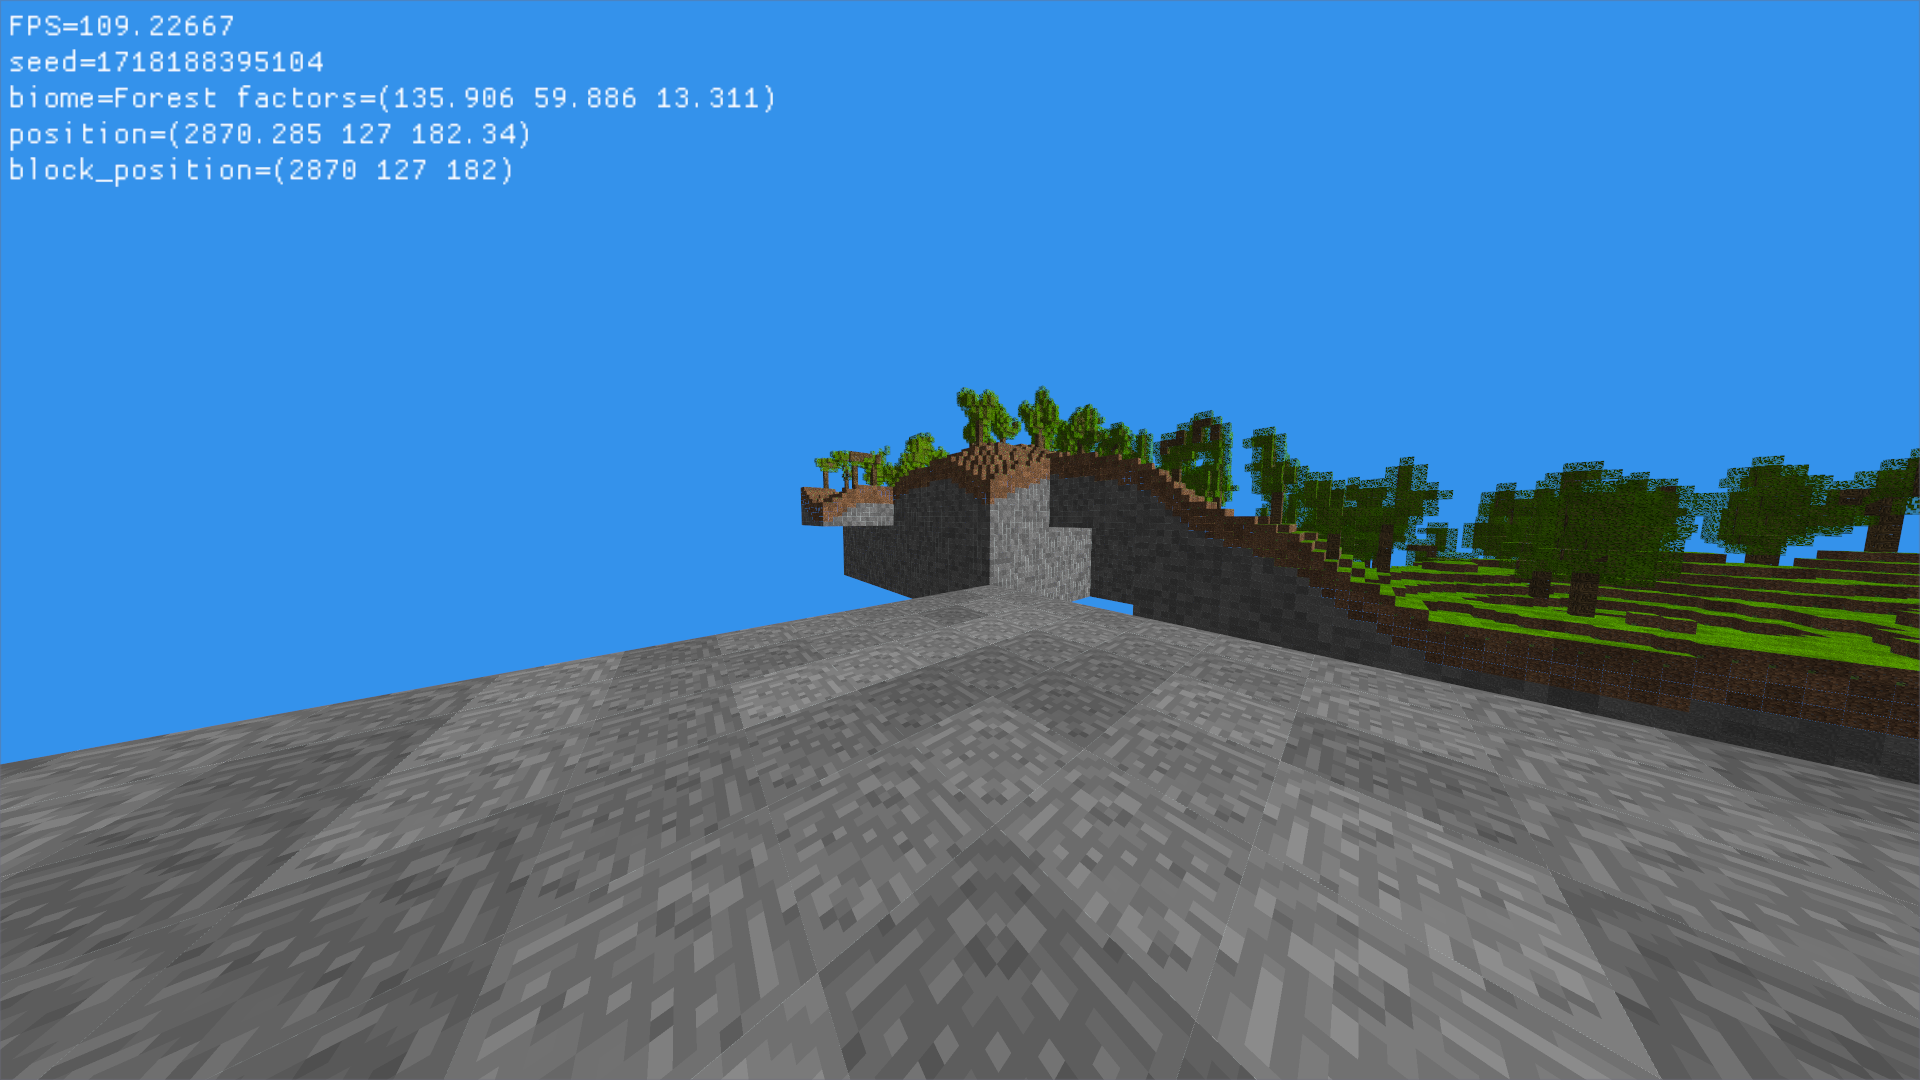 FPS=109.22667
seed=1718188395104
biome=Forest factors=(135.906 59.886 13.311)
position=(2870.285 127 182.34)
block_position=(2870 127 182)